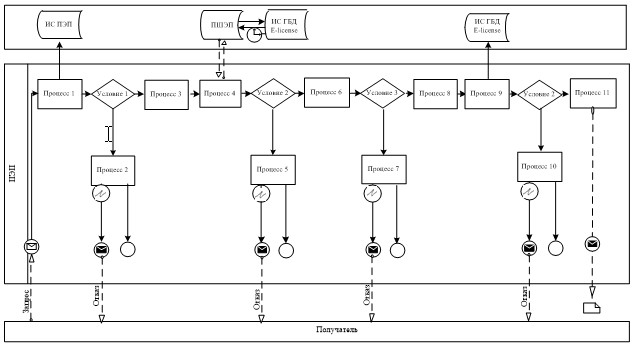 ИС ПЭП
ПШЭП
ИС ГБД
E-license
ИС ГБД
E-license
ПЭП
Процесс 1
Условие 1
Процесс 3
Процесс 4
Условие 2
Процесс 6
Условие 3
Процесс 8
Процесс 9
Условие 2
Процесс 11
Процесс 2
Процесс 5
Процесс 7
Процесс 10
Запрос
Отказ
Отказ
Отказ
Отказ
Получатель